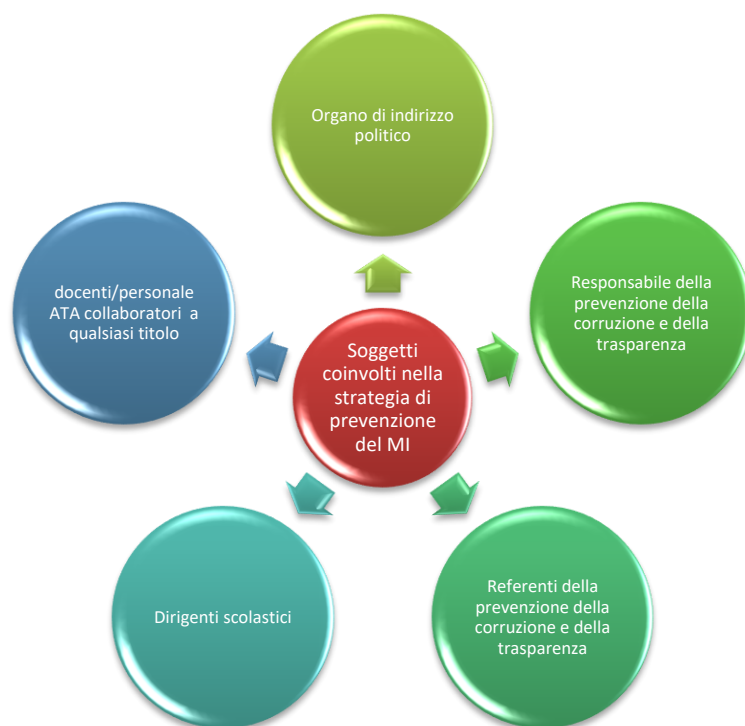 Organo di indirizzo
politico
docenti/personale
ATA collaboratori a
qualsiasi titolo
Responsabile della
prevenzione della
corruzione e della
trasparenza
Soggetti
coinvolti nella
strategia di
prevenzione
del MI
Dirigenti scolastici
Referenti della
prevenzione della
corruzione e della
trasparenza